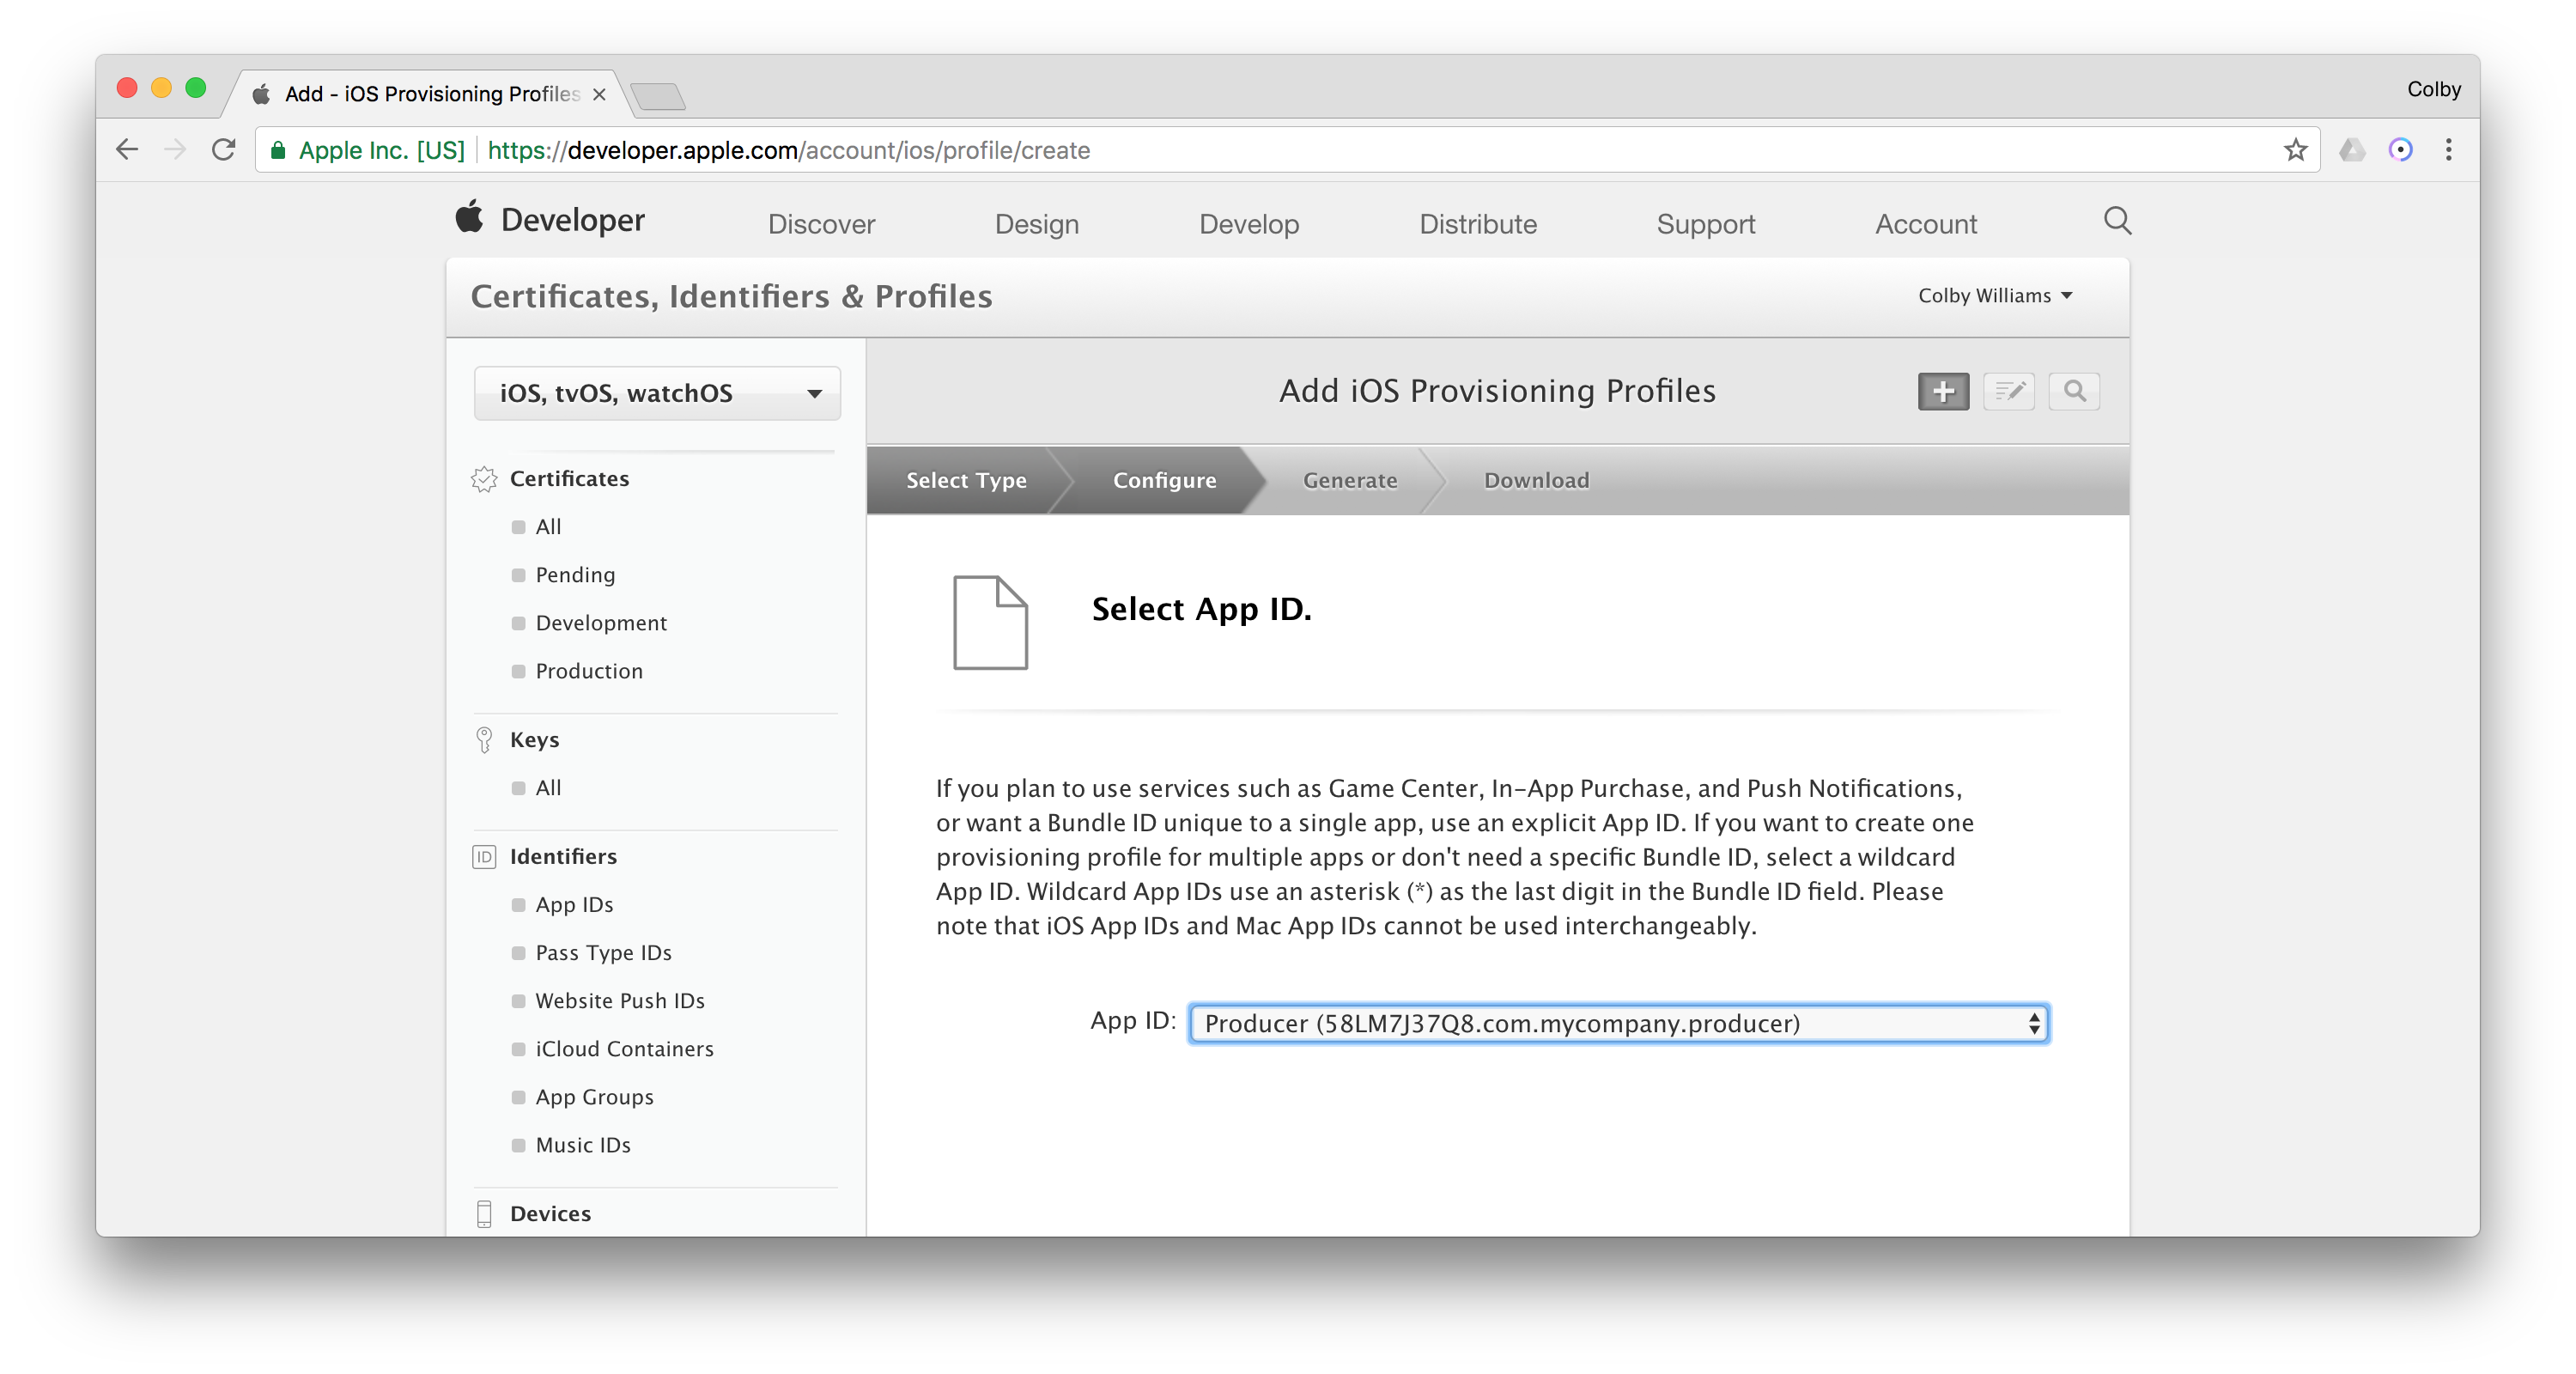 Add - iOS Provisioning Profiles
Colby
Apple Inc. [US] https://developer.apple.com/account/ios/profile/create
Developer Discover Design Develop Distribute Support Account
Certificates, Identifiers & Profiles
Colby Williams
iOS, tvOS, watchOS
Add iOS Provisioning Profiles
Certificates
All
Pending
Development
Production
Keys
All
ID Identifiers
App IDs
Pass Type IDs
Website Push IDs
iCloud Containers
App Groups
Music IDs
Devices
Select Type Configure Generate Download
Select App ID.
If you plan to use services such as Game Center, In-App Purchase, and Push Notifications,
or want a Bundle ID unique to a single app, use an explicit App ID. If you want to create one
provisioning profile for multiple apps or don't need a specific Bundle ID, select a wildcard
App ID. Wildcard App IDs use an asterisk (*) as the last digit in the Bundle ID field. Please
note that iOS App IDs and Mac App IDs cannot be used interchangeably.
App ID: Producer (58LM7J37Q8.com.mycompany.producer)